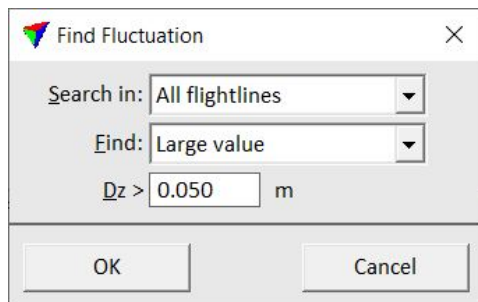 Find Fluctuation
Search in: All flightlines
Find: Large value
Dz > 0.050 m
OK Cancel